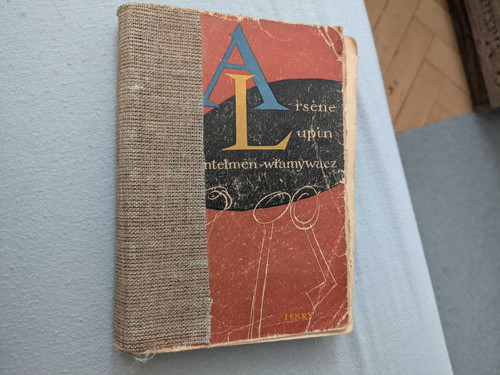 Arsène
Lupin
ntelmen-włamywacz
ISKRY